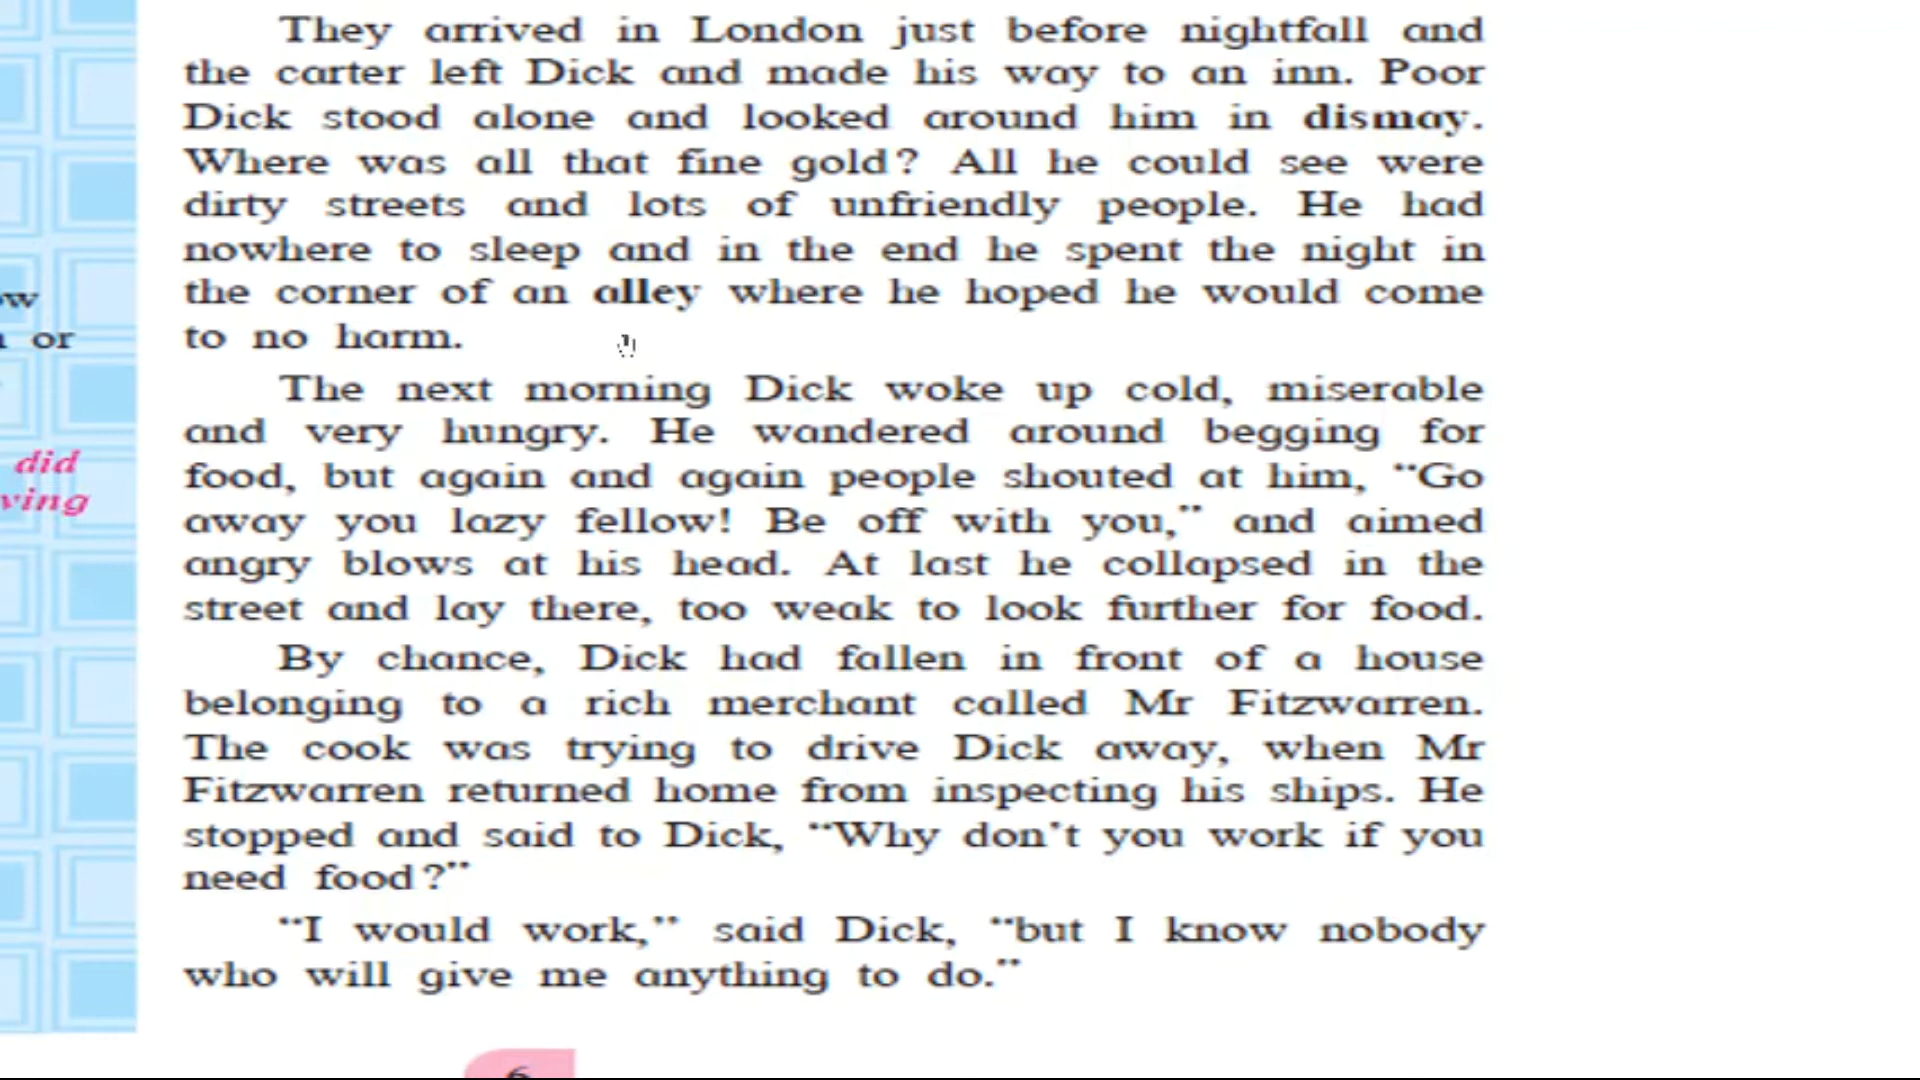 They arrived in London just before nightfall and
the carter left Dick and made his way to an inn. Poor
Dick stood alone and looked around him in dismay.
Where was all that fine gold? All he could see were
dirty streets and lots of unfriendly people. He had
nowhere to sleep and in the end he spent the night in
the corner of an alley where he hoped he would come
to no harm.
The next morning Dick woke up cold, miserable
and very hungry. He wandered around begging for
food, but again and again people shouted at him, “Go
away you lazy fellow! Be off with you,” and aimed
angry blows at his head. At last he collapsed in the
street and lay there, too weak to look further for food.
By chance, Dick had fallen in front of a house
belonging to a rich merchant called Mr Fitzwarren.
The cook was trying to drive Dick away, when Mr
Fitzwarren returned home from inspecting his ships. He
stopped and said to Dick, “Why don’t you work if you
need food?”
“I would work,” said Dick, “but I know nobody
who will give me anything to do.”
or
did
6